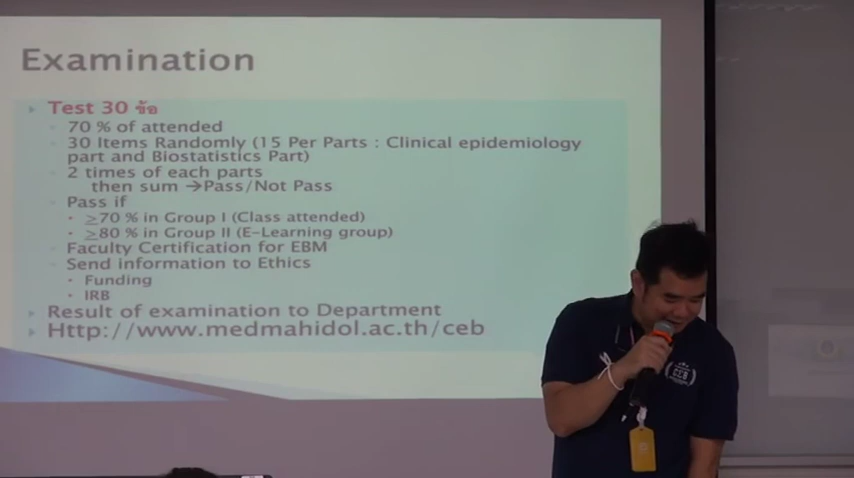 Examination
Test 30 ข้อ
70 % of attended
30 Items Randomly (15 Per Parts : Clinical epidemiology
part and Biostatistics Part)
2 times of each parts
then sum →Pass/Not Pass
Pass if
≥70 % in Group I (Class attended)
≥80 % in Group II (E-Learning group)
Faculty Certification for EBM
Send information to Ethics
Funding
IRB
Result of examination to Department
Http://www.medmahidol.ac.th/ceb
CEB